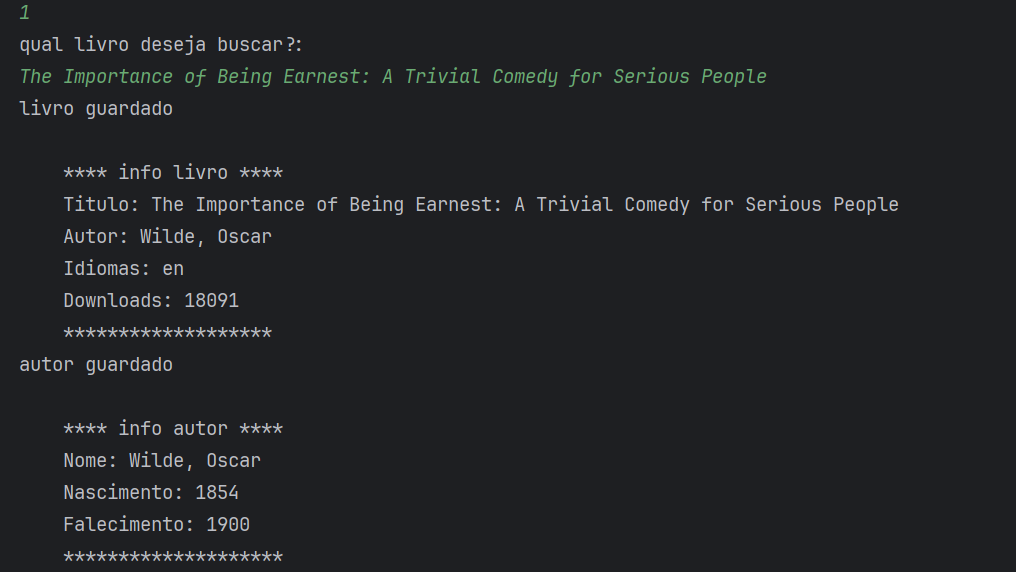 1
qual livro deseja buscar?:
The Importance of Being Earnest: A Trivial Comedy for Serious People
livro guardado
**** info livro ****
Titulo: The Importance of Being Earnest: A Trivial Comedy for Serious People
Autor: Wilde, Oscar
Idiomas: en
Downloads: 18091
*******************
autor guardado
**** info autor ****
Nome: Wilde, Oscar
Nascimento: 1854
Falecimento: 1900
********************